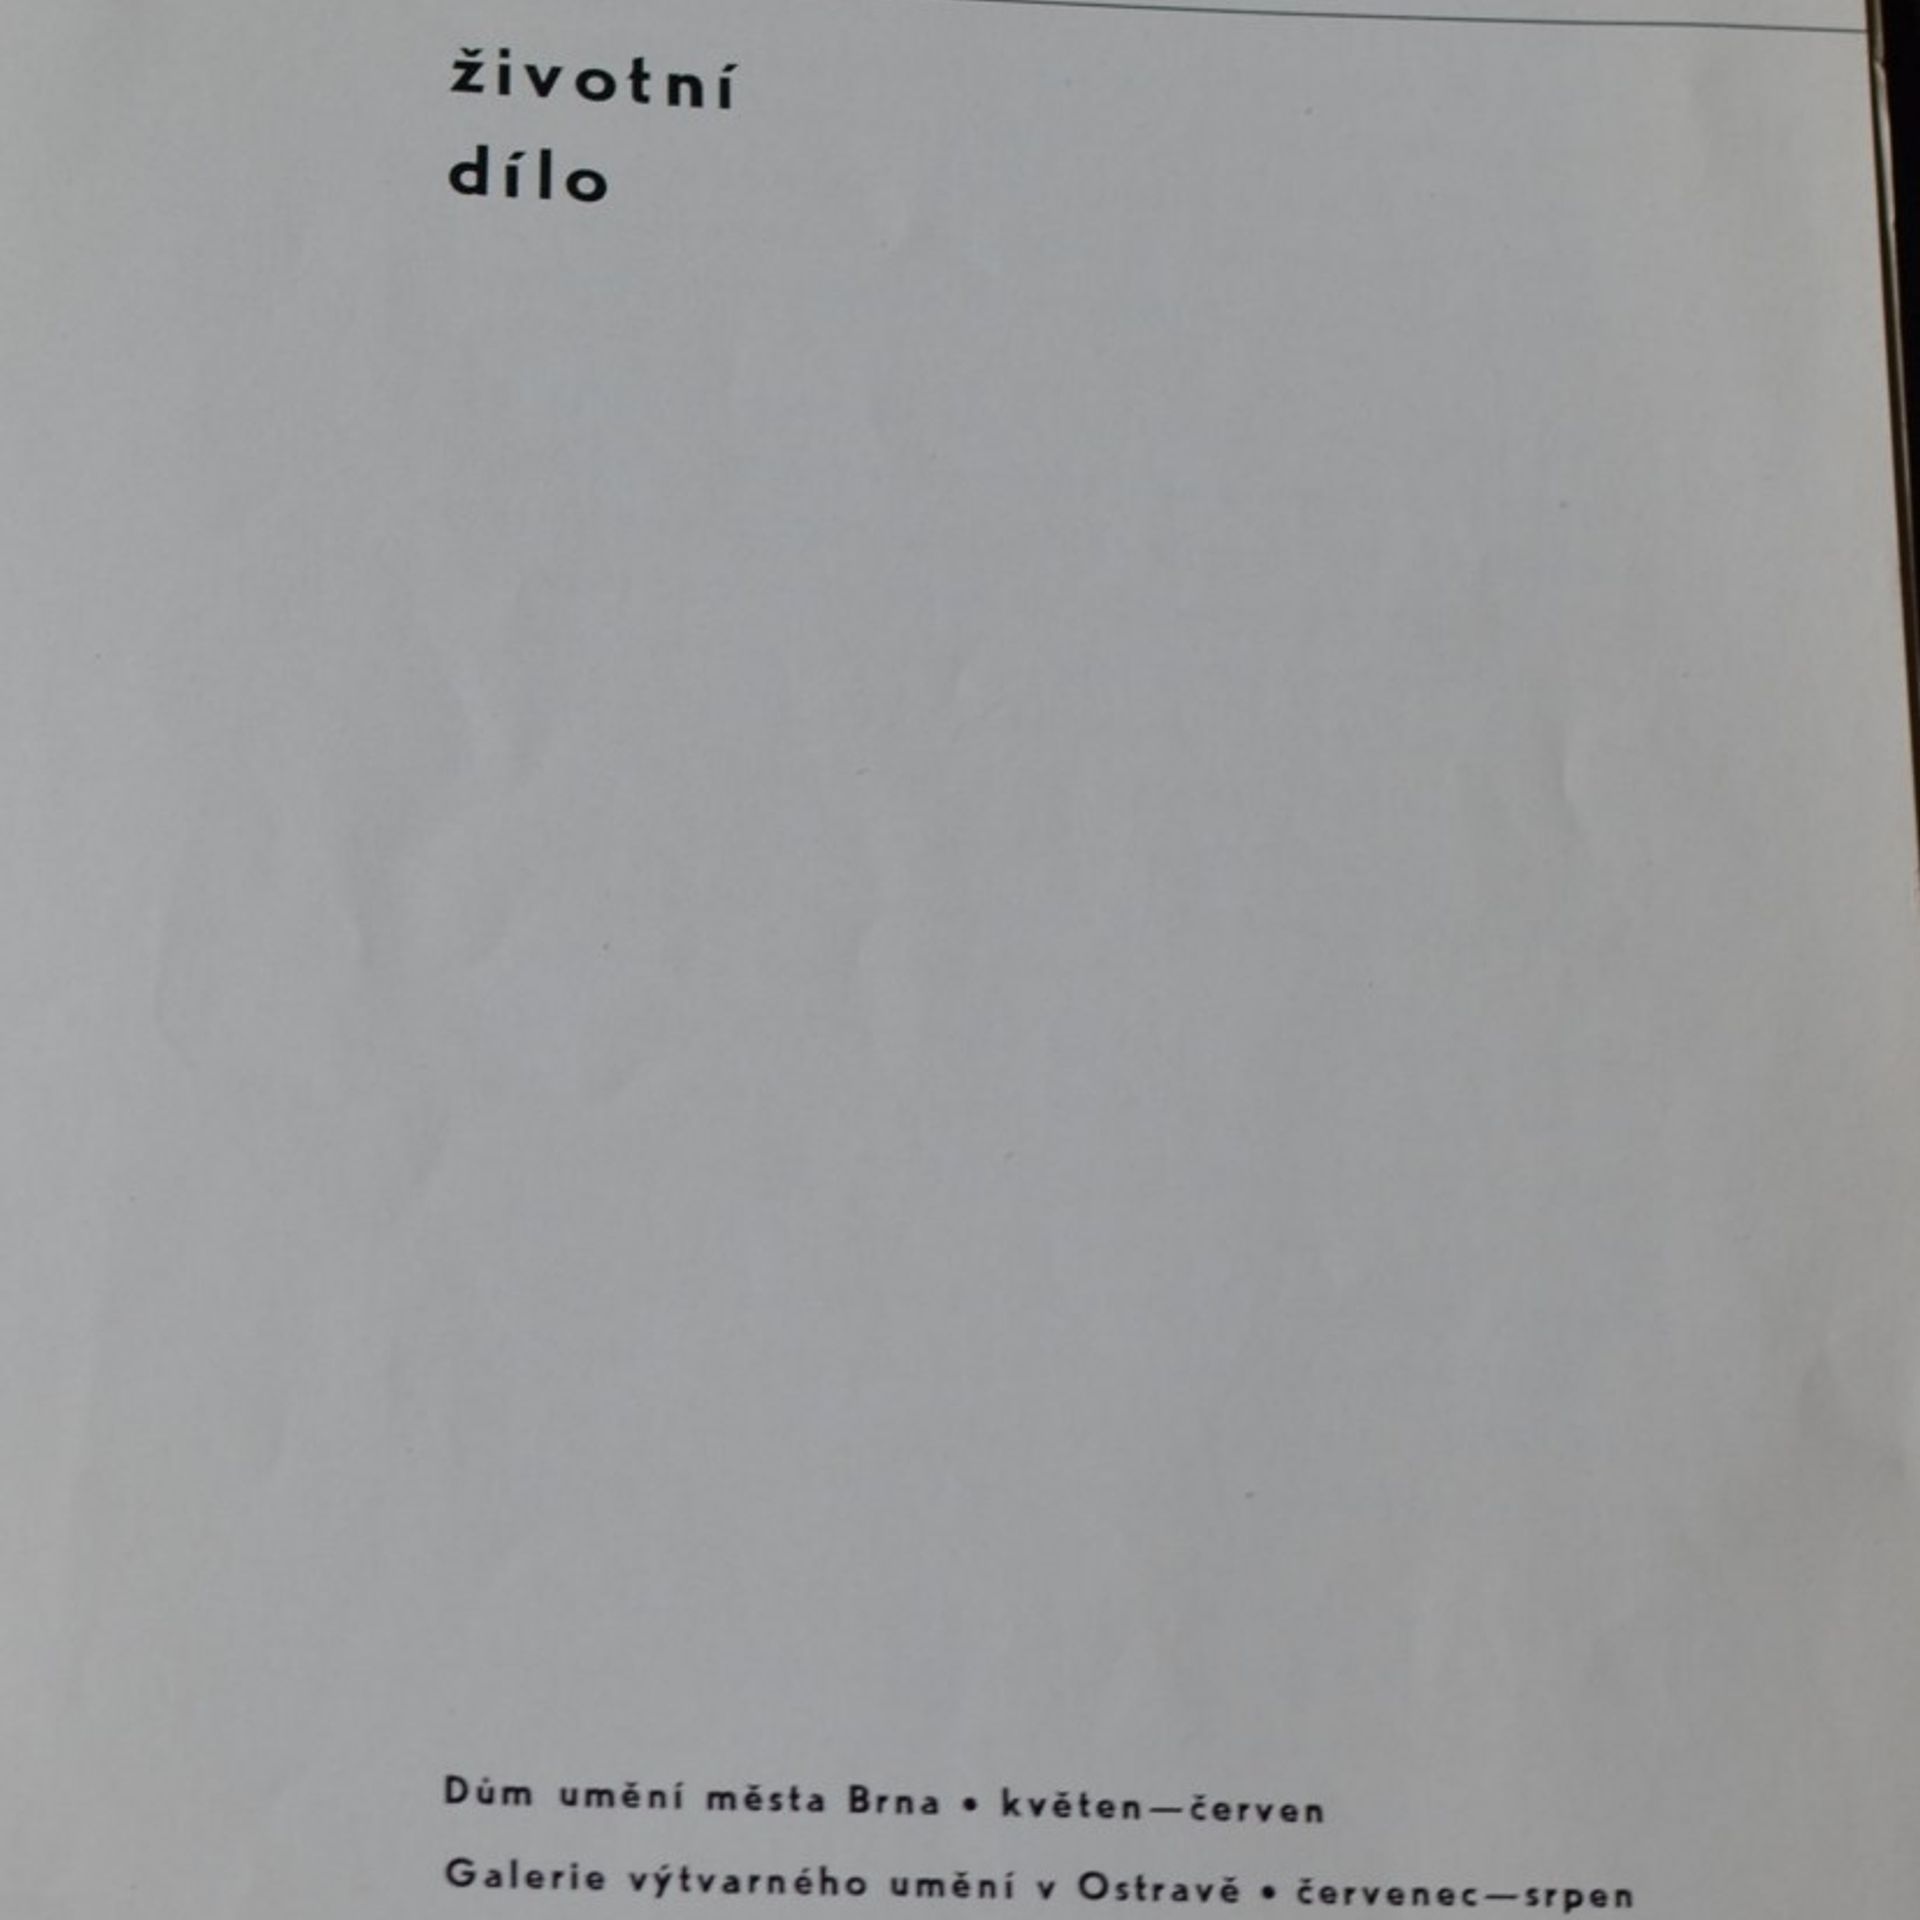 životní
dílo
Dům umění města Brna • květen—červen
Galerie výtvarného umění v Ostravě • červenec—srpen